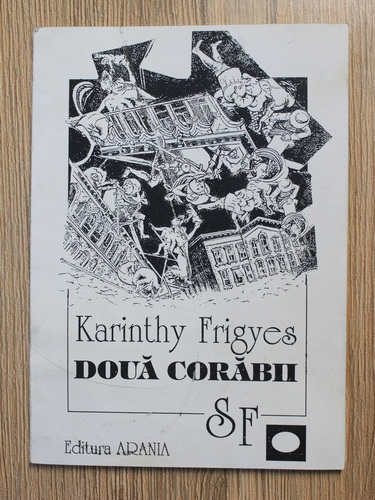 Karinthy Frigyes
DOUĂ CORĂBII
SF
Editura ARANIA